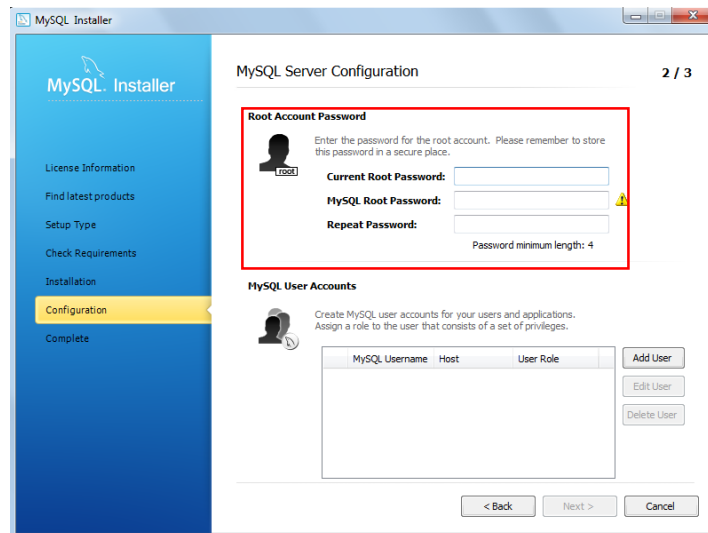 MySQL Installer
MySQL. Installer
License Information
Find latest products
Setup Type
Check Requirements
Installation
Configuration
Complete
MySQL Server Configuration
2 / 3
Root Account Password
root
Enter the password for the root account. Please remember to store
this password in a secure place.
Current Root Password:
MySQL Root Password:
Repeat Password:
Password minimum length: 4
MySQL User Accounts
Create MySQL user accounts for your users and applications.
Assign a role to the user that consists of a set of privileges.
MySQL Username Host User Role
Add User
Edit User
Delete User
< Back Next > Cancel